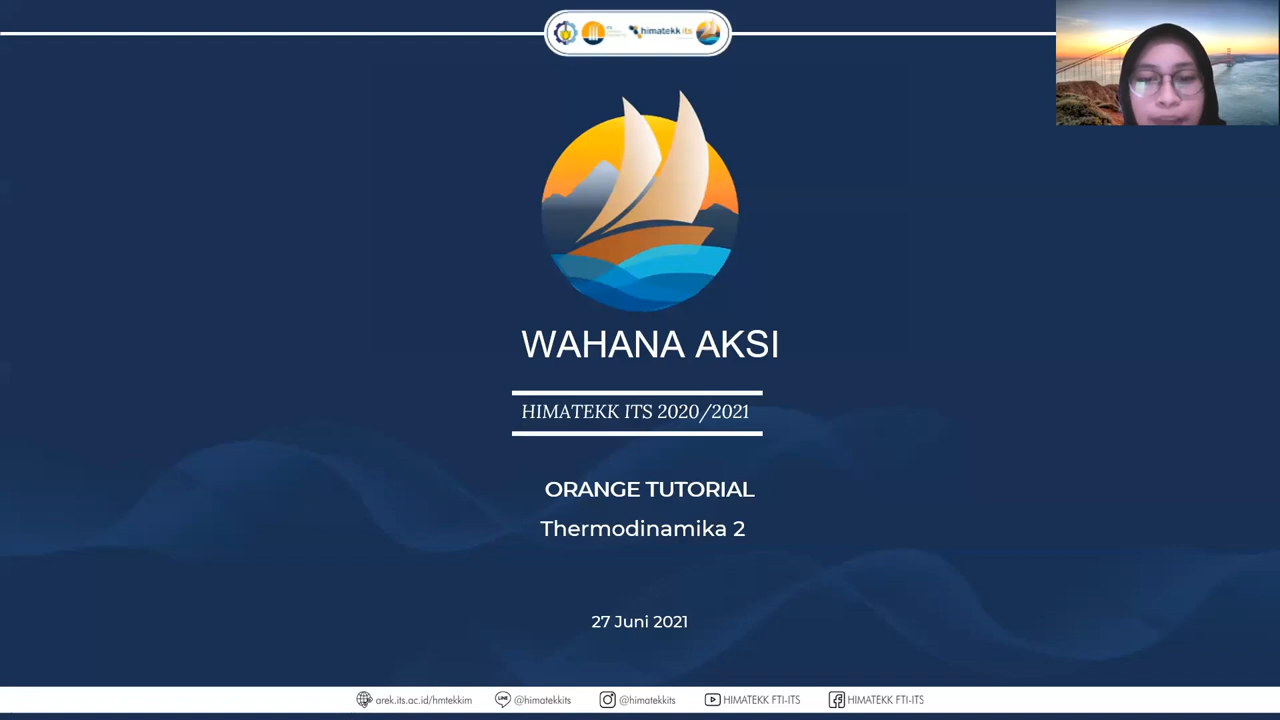 himatekk its
WAHANA AKSI
HIMATEKK ITS 2020/2021
ORANGE TUTORIAL
Thermodinamika 2
27 Juni 2021
arek.its.ac.id/hmtekkim
LINE
@himatekkits
@himatekkits
HIMATEKK FTI-ITS
HIMATEKK FTI-ITS